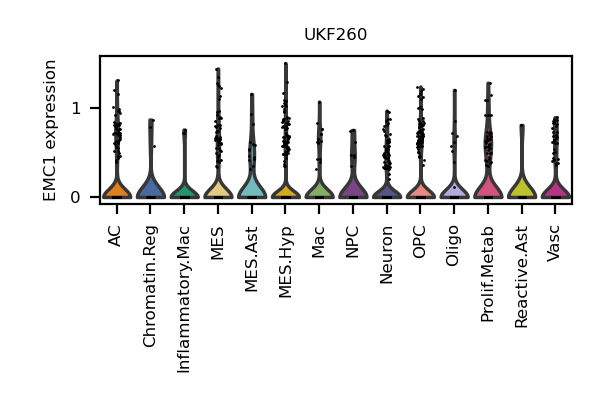 UKF260
EMC1 expression
1
0
AC
Chromatin.Reg
Inflammatory.Mac
MES
MES.Ast
MES.Hyp
Mac
NPC
Neuron
OPC
Oligo
Prolif.Metab
Reactive.Ast
Vasc